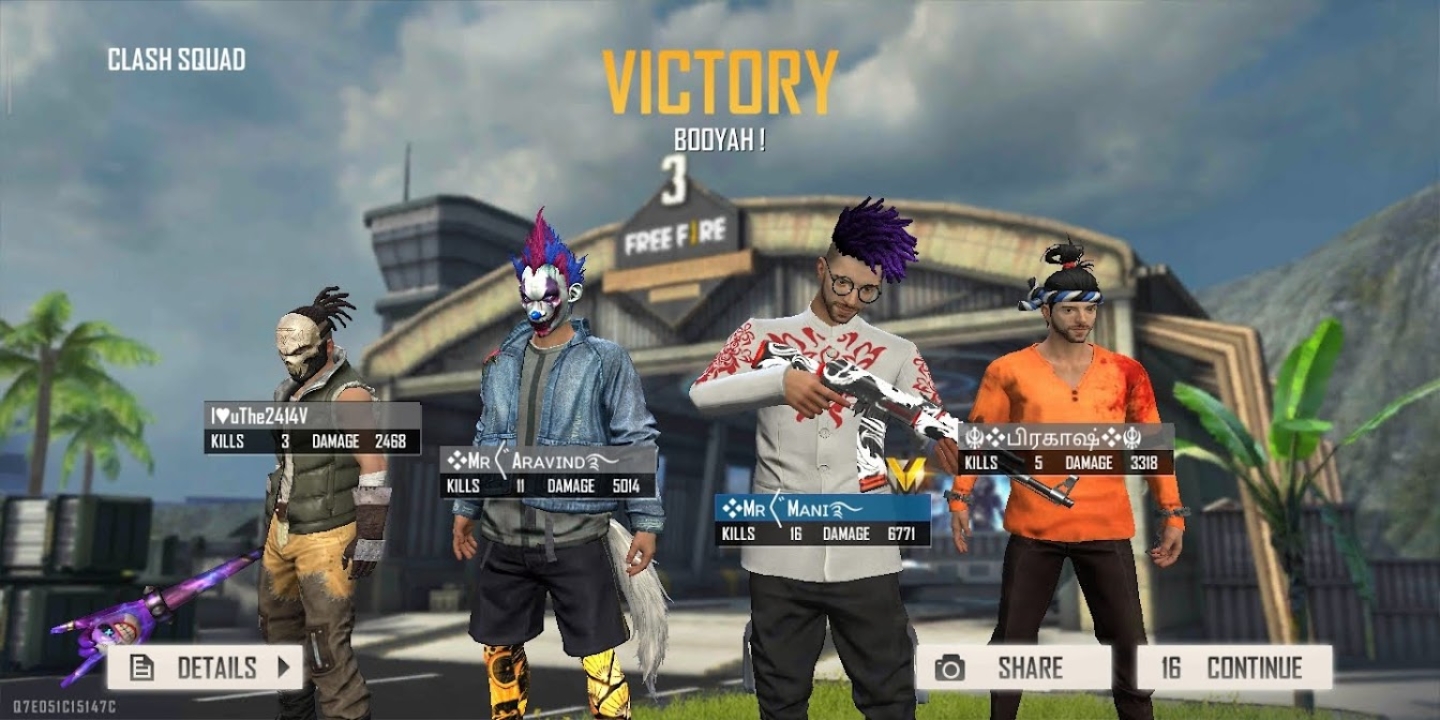 CLASH SQUAD
VICTORY
BOOYAH !
3
FREE FIRE
I♥uThe2414V
KILLS 3 DAMAGE 2468
❖MR〈͛ ARAVIND࿐
KILLS 11 DAMAGE 5014
❖MR〈͛ MANI࿐
KILLS 16 DAMAGE 6771
☬❖பிரகாஷ்❖☬
KILLS 5 DAMAGE 3318
DETAILS
SHARE
16 CONTINUE
Q7E051C15147C